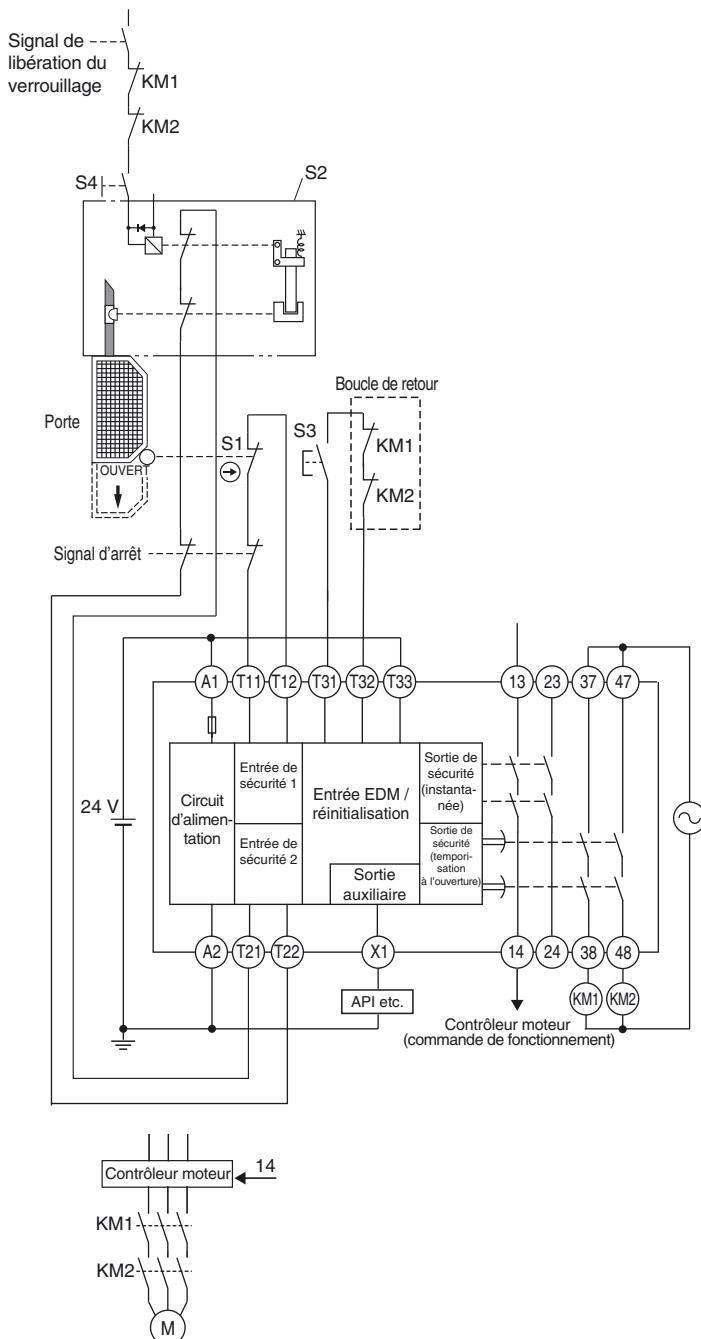 Signal de
libération du
verrouillage
KM1
KM2
S4
S2
Boucle de retour
Porte
S1
S3
KM1
OUVERT
KM2
Signal d'arrêt
A1
T11
T12
T31
T32
T33
13
23
37
47
24 V
Circuit
d'alimen-
tation
Entrée de
sécurité 1
Entrée de
sécurité 2
Entrée EDM /
réinitialisation
Sortie
auxiliaire
Sortie de
sécurité
(instanta-
née)
Sortie de
sécurité
(tempori-
sation
à l'ouverture)
A2
T21
T22
X1
14
24
38
48
API etc.
KM1
KM2
Contrôleur moteur
(commande de fonctionnement)
Contrôleur moteur
14
KM1
KM2
M